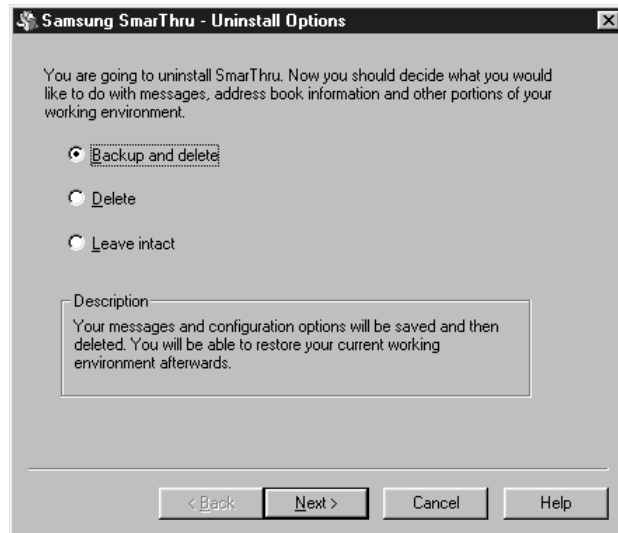 Samsung SmarThru - Uninstall Options
You are going to uninstall SmarThru. Now you should decide what you would
like to do with messages, address book information and other portions of your
working environment.
Backup and delete
Delete
Leave intact
Description
Your messages and configuration options will be saved and then
deleted. You will be able to restore your current working
environment afterwards.
< Back Next > Cancel Help